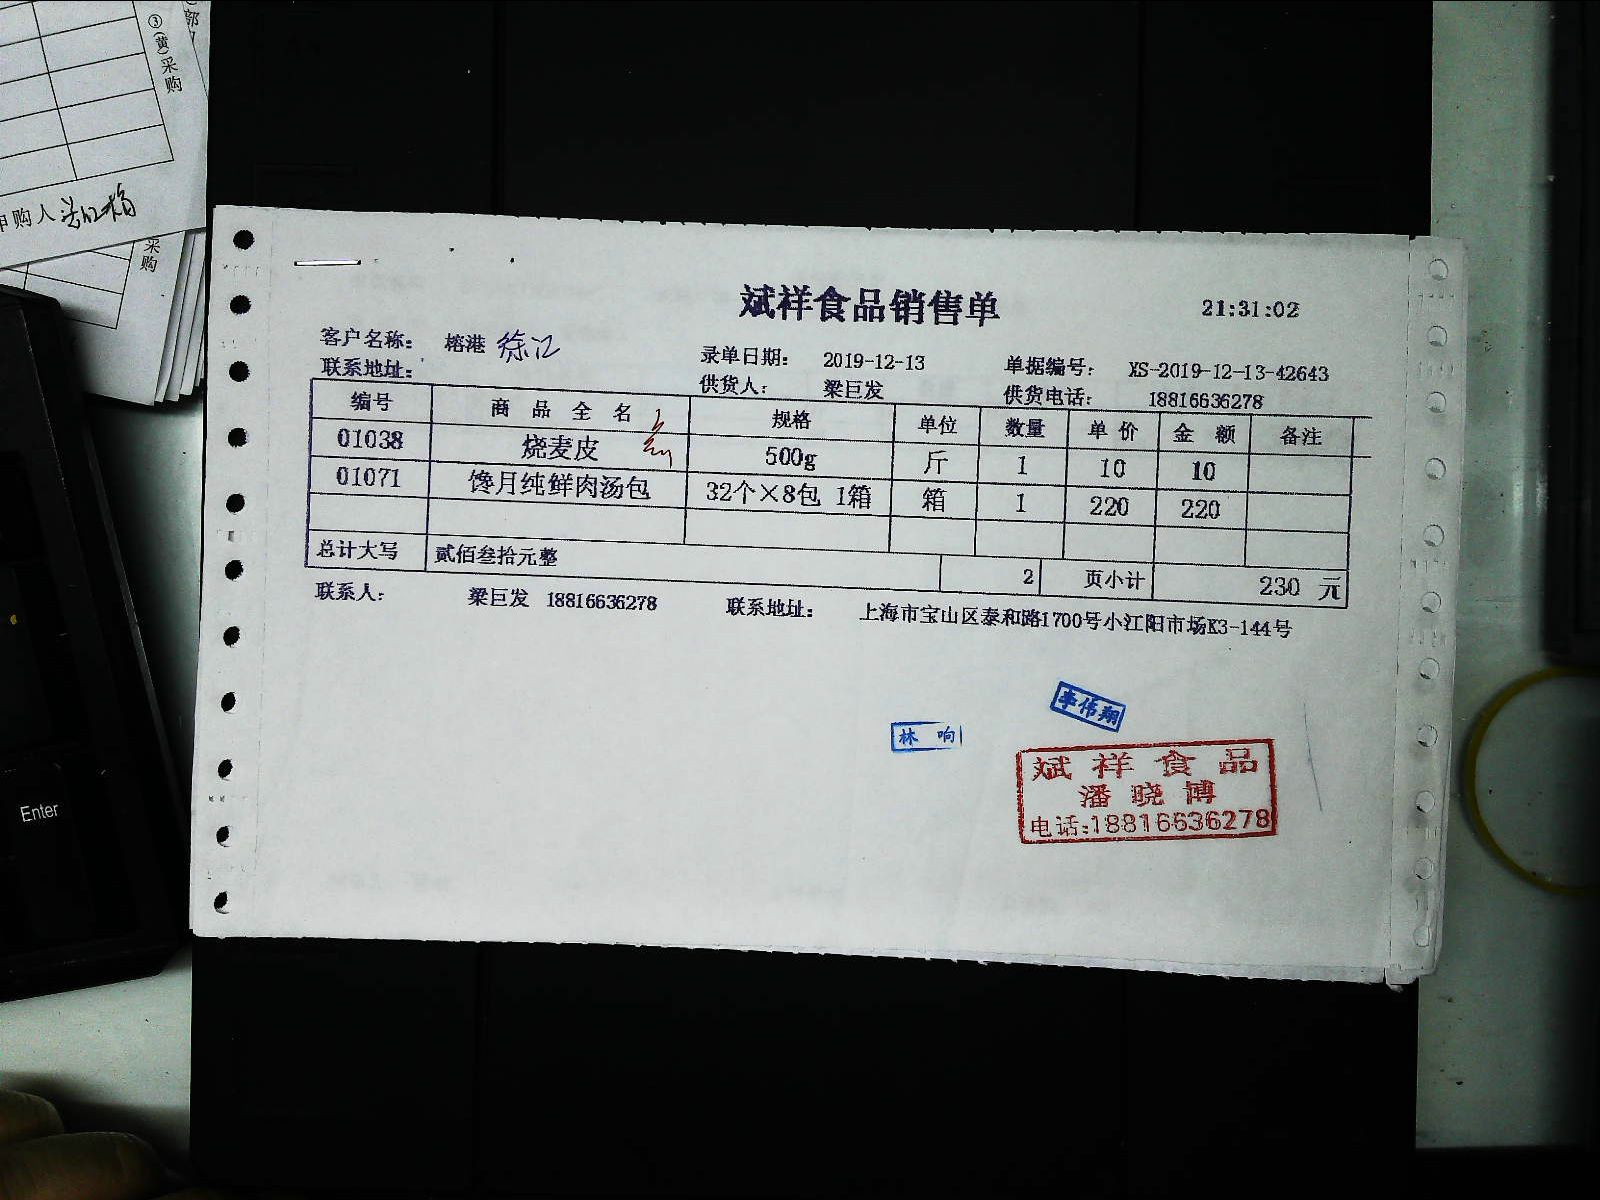 ③(黄)采购
申购人
采购
Enter
斌祥食品销售单
21:31:02
客户名称: 榕港 徐汇
录单日期: 2019-12-13
单据编号: XS-2019-12-13-42643
联系地址:
供货人: 梁巨发
供货电话: 18816636278
编号 商品全名 规格 单位 数量 单价 金额 备注
01038 烧麦皮 500g 斤 1 10 10
01071 馋月纯鲜肉汤包 32个×8包 1箱 箱 1 220 220
总计大写 贰佰叁拾元整 2 页小计 230 元
联系人: 梁巨发 18816636278 联系地址: 上海市宝山区泰和路1700号小江阳市场K3-144号
李伟翔
林响
斌祥食品
潘晓博
电话:18816636278